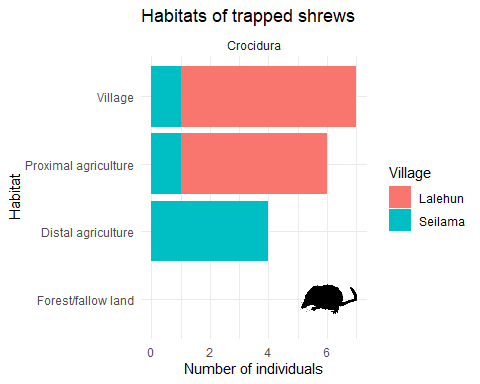 Habitats of trapped shrews
Crocidura
Habitat
Village
Proximal agriculture
Distal agriculture
Forest/fallow land
0 2 4 6
Number of individuals
Village
Lalehun
Seilama